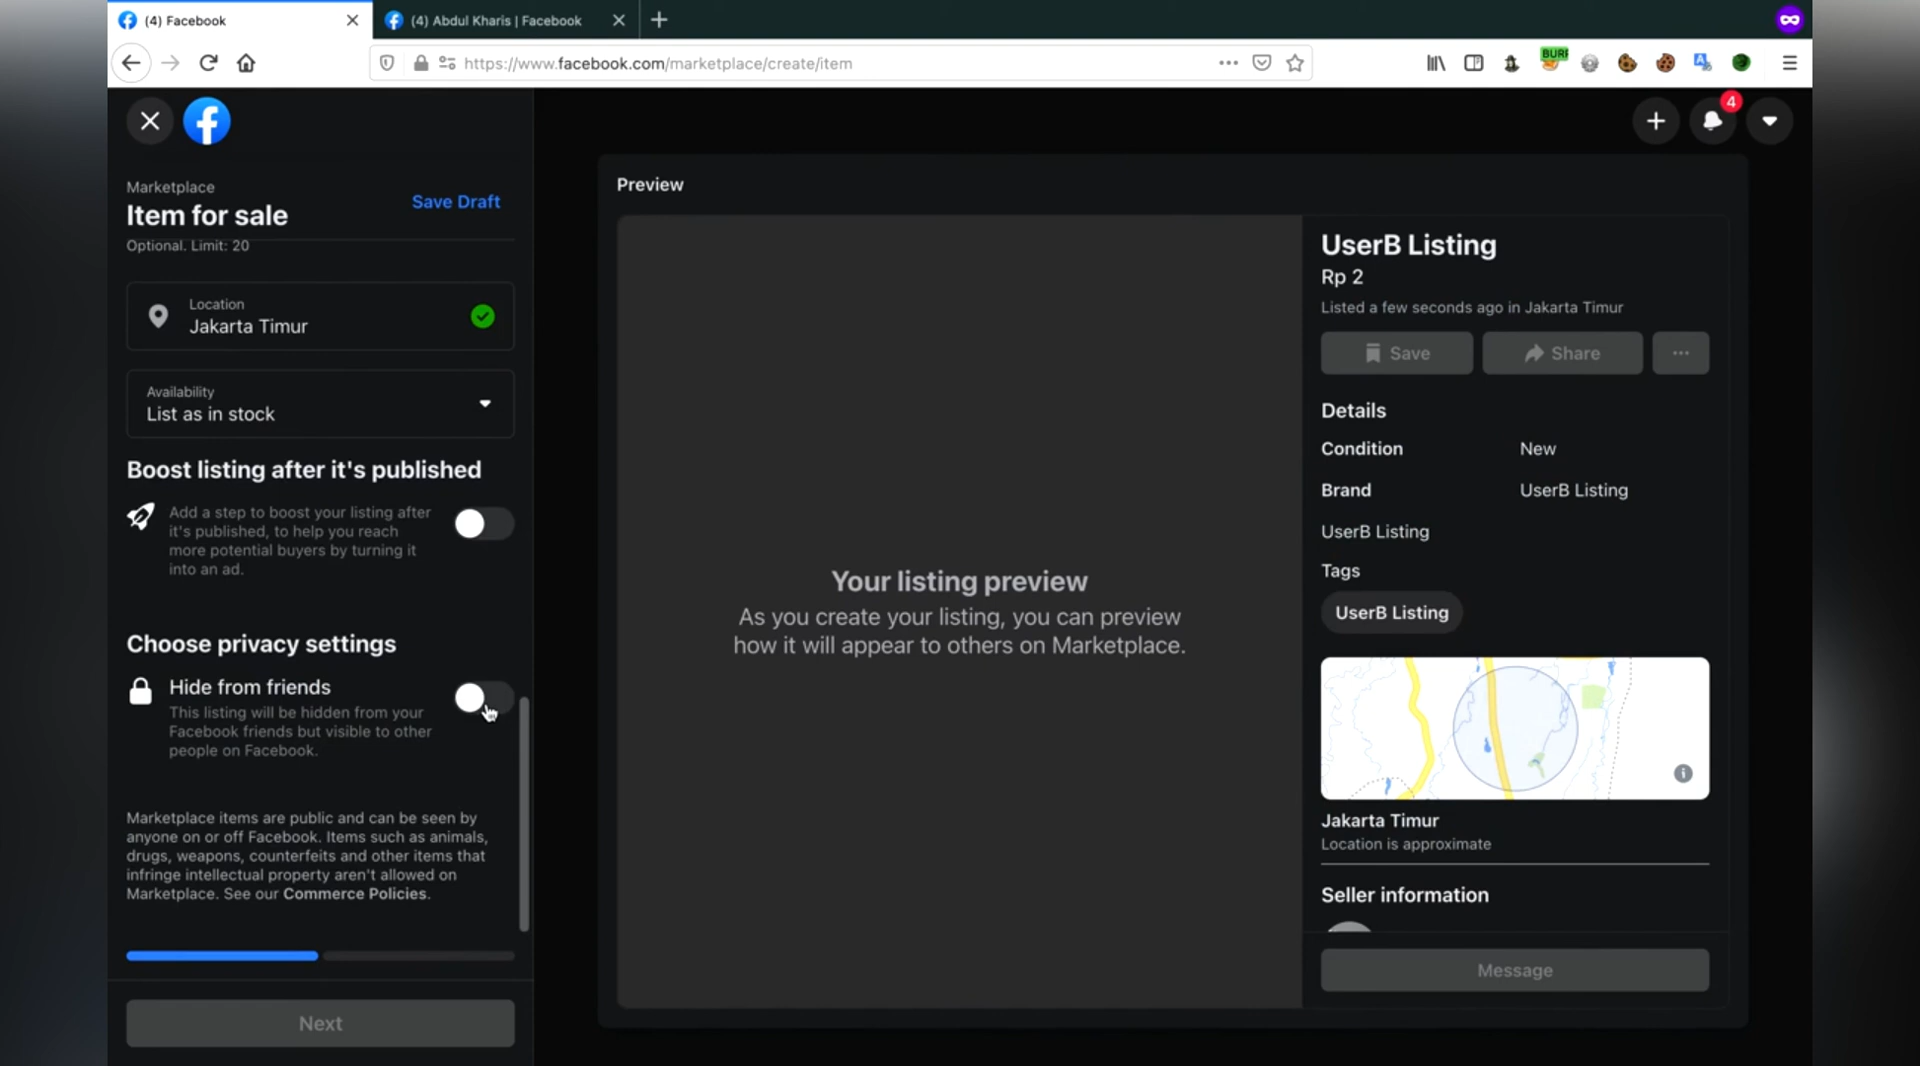 (4) Facebook
(4) Abdul Kharis | Facebook
https://www.facebook.com/marketplace/create/item
BURP
4
Marketplace
Item for sale
Save Draft
Optional. Limit: 20
Location
Jakarta Timur
Availability
List as in stock
Boost listing after it's published
Add a step to boost your listing after
it's published, to help you reach
more potential buyers by turning it
into an ad.
Choose privacy settings
Hide from friends
This listing will be hidden from your
Facebook friends but visible to other
people on Facebook.
Marketplace items are public and can be seen by
anyone on or off Facebook. Items such as animals,
drugs, weapons, counterfeits and other items that
infringe intellectual property aren't allowed on
Marketplace. See our Commerce Policies.
Next
Preview
Your listing preview
As you create your listing, you can preview
how it will appear to others on Marketplace.
UserB Listing
Rp 2
Listed a few seconds ago in Jakarta Timur
Save
Share
Details
Condition New
Brand UserB Listing
UserB Listing
Tags
UserB Listing
Jakarta Timur
Location is approximate
Seller information
Message